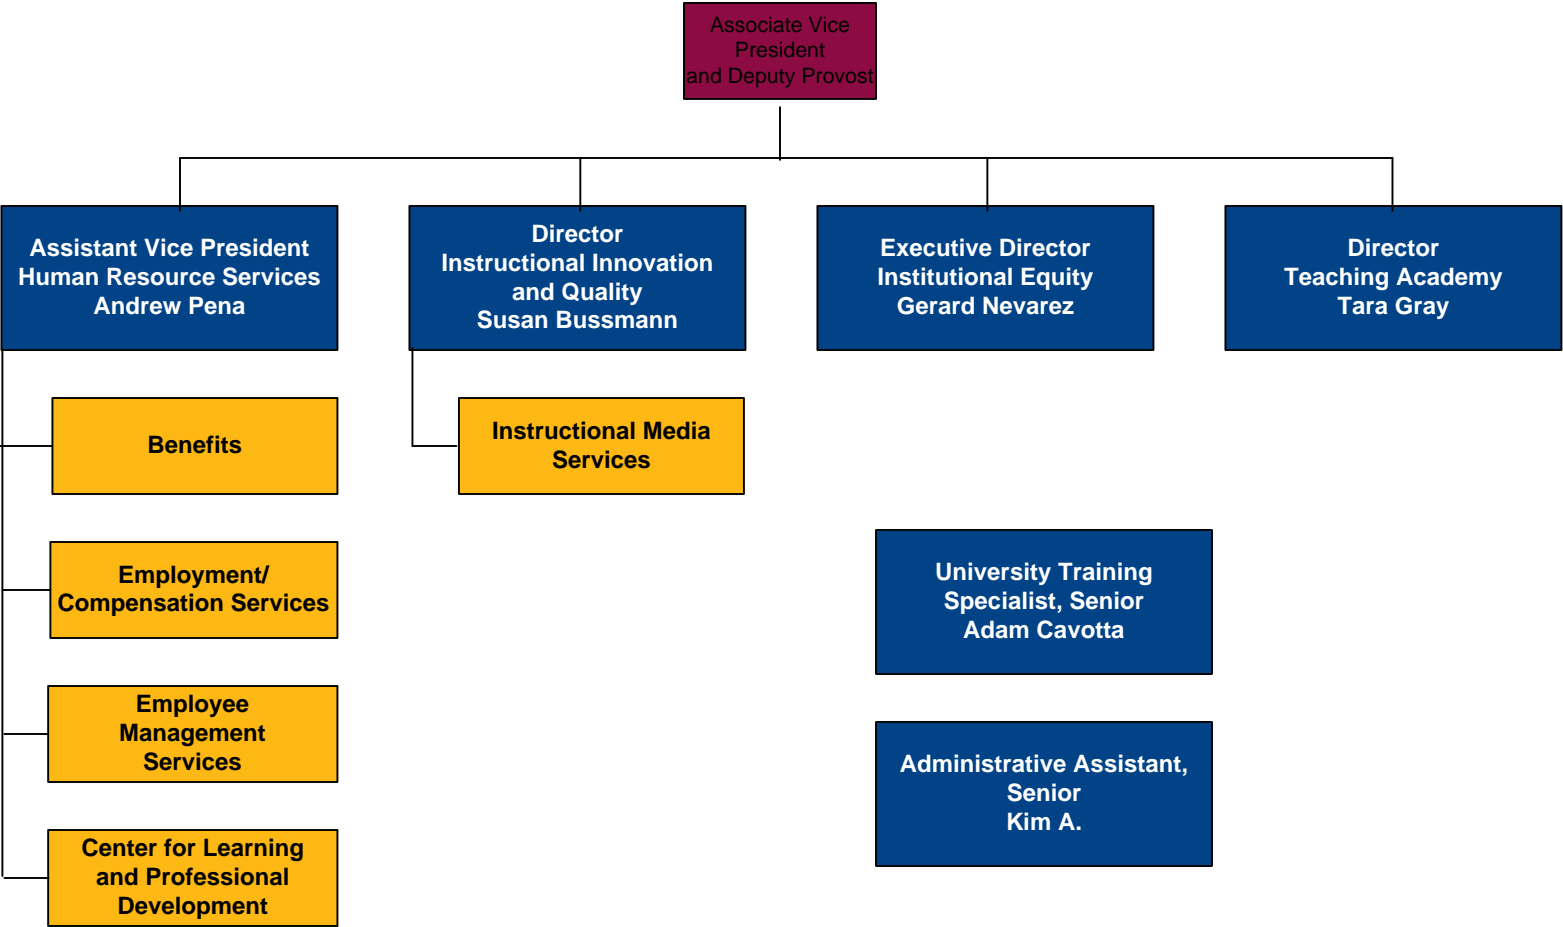 Associate Vice
President
and Deputy Provost
Assistant Vice President
Human Resource Services
Andrew Pena
Director
Instructional Innovation
and Quality
Susan Bussmann
Executive Director
Institutional Equity
Gerard Nevarez
Director
Teaching Academy
Tara Gray
Benefits
Instructional Media
Services
Employment/
Compensation Services
University Training
Specialist, Senior
Adam Cavotta
Employee
Management
Services
Administrative Assistant,
Senior
Kim A.
Center for Learning
and Professional
Development